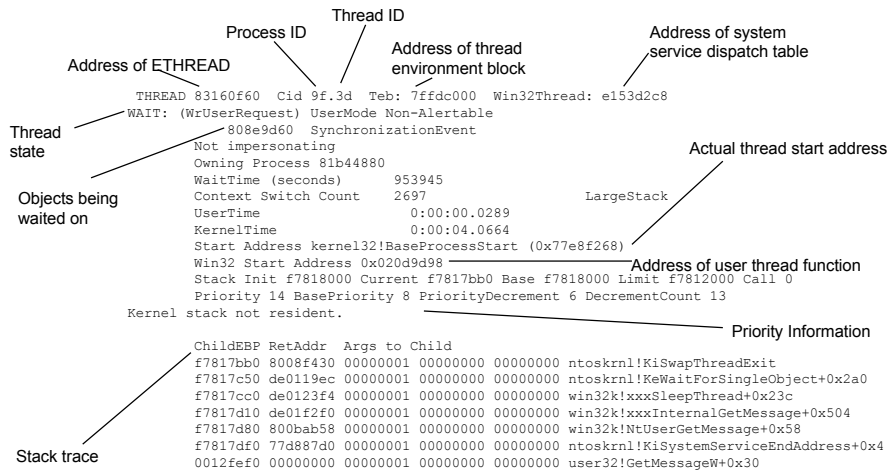 Thread ID
Process ID
Address of system
service dispatch table
Address of thread
environment block
Address of ETHREAD
THREAD 83160f60 Cid 9f.3d Teb: 7ffdc000 Win32Thread: e153d2c8
WAIT: (WrUserRequest) UserMode Non-Alertable
Thread
state
808e9d60 SynchronizationEvent
Not impersonating
Actual thread start address
Owning Process 81b44880
WaitTime (seconds) 953945
Objects being
waited on
Context Switch Count 2697 LargeStack
UserTime 0:00:00.0289
KernelTime 0:00:04.0664
Start Address kernel32!BaseProcessStart (0x77e8f268)
Win32 Start Address 0x020d9d98
Address of user thread function
Stack Init f7818000 Current f7817bb0 Base f7818000 Limit f7812000 Call 0
Priority 14 BasePriority 8 PriorityDecrement 6 DecrementCount 13
Kernel stack not resident.
Priority Information
ChildEBP RetAddr Args to Child
f7817bb0 8008f430 00000001 00000000 00000000 ntoskrnl!KiSwapThreadExit
f7817c50 de0119ec 00000001 00000000 00000000 ntoskrnl!KeWaitForSingleObject+0x2a0
f7817cc0 de0123f4 00000001 00000000 00000000 win32k!xxxSleepThread+0x23c
f7817d10 de01f2f0 00000001 00000000 00000000 win32k!xxxInternalGetMessage+0x504
f7817d80 800bab58 00000001 00000000 00000000 win32k!NtUserGetMessage+0x58
f7817df0 77d887d0 00000001 00000000 00000000 ntoskrnl!KiSystemServiceEndAddress+0x4
Stack trace
0012fef0 00000000 00000001 00000000 00000000 user32!GetMessageW+0x30